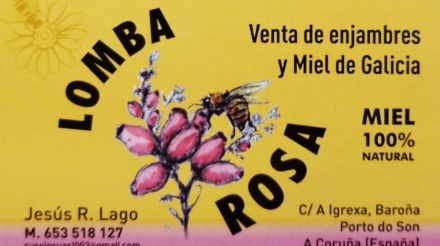 LOMBA
ROSA
Venta de enjambres
y Miel de Galicia
MIEL
100%
NATURAL
Jesús R. Lago
M. 653 518 127
C/ A Igrexa, Baroña
Porto do Son
A Coruña (España)